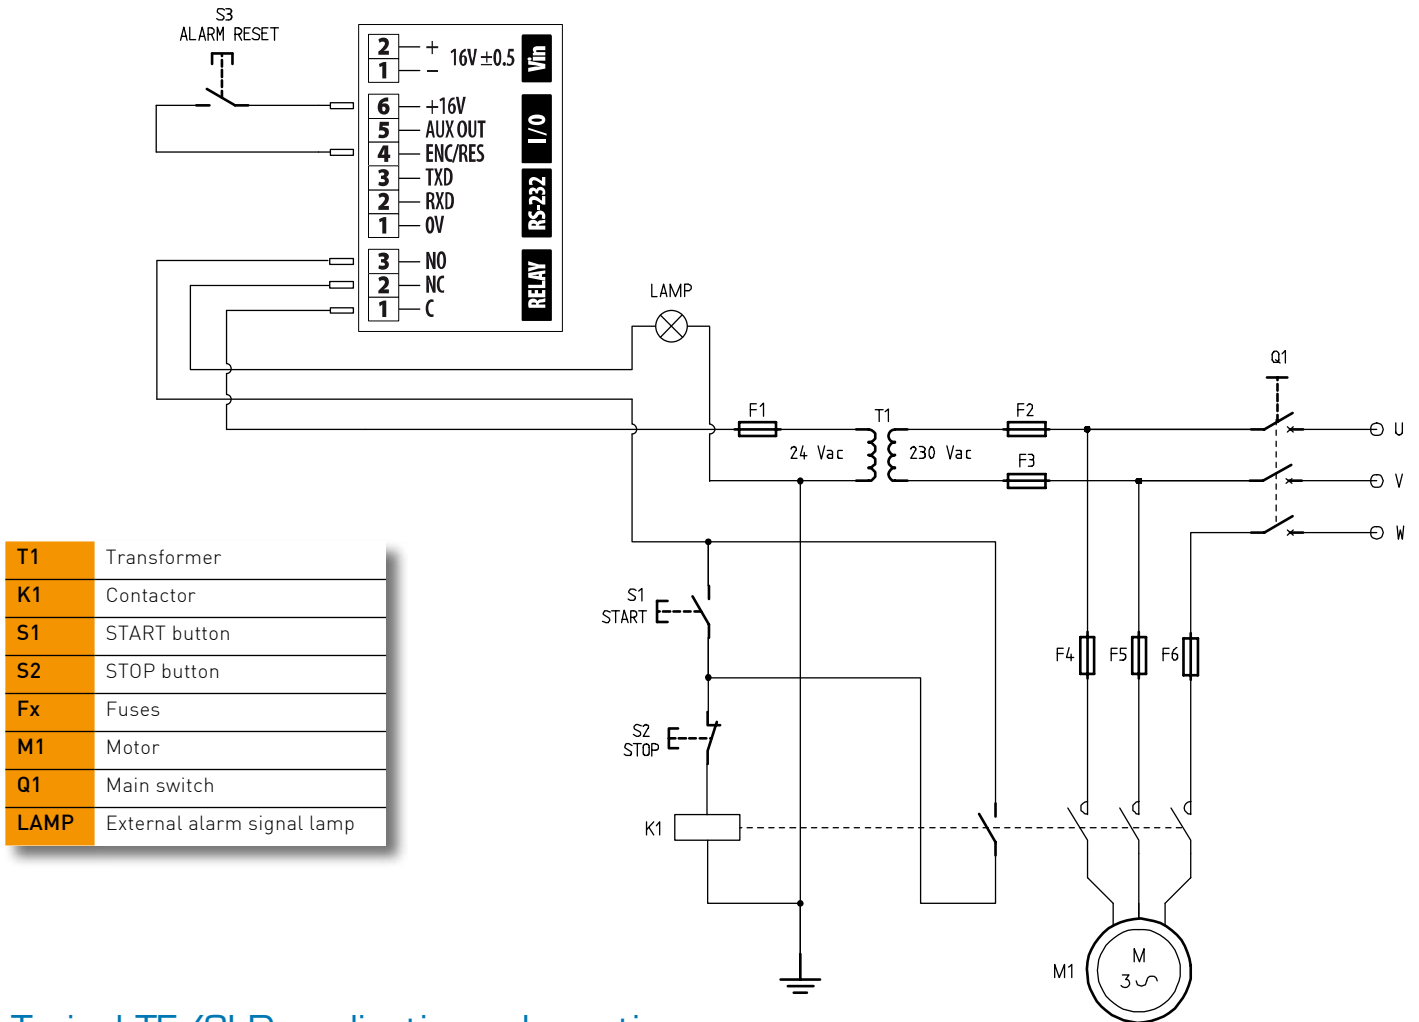 S3
ALARM RESET
2 + 16V ±0.5 Vin
1 –
6 +16V I/O
5 AUX OUT
4 ENC/RES
3 TXD RS-232
2 RXD
1 0V
3 NO RELAY
2 NC
1 C
LAMP
Q1
F1 T1 F2 U
24 Vac 230 Vac
F3 V
W
T1 Transformer
K1 Contactor
S1 START button
S2 STOP button
Fx Fuses
M1 Motor
Q1 Main switch
LAMP External alarm signal lamp
S1
START
F4 F5 F6
S2
STOP
K1
M1 M
3